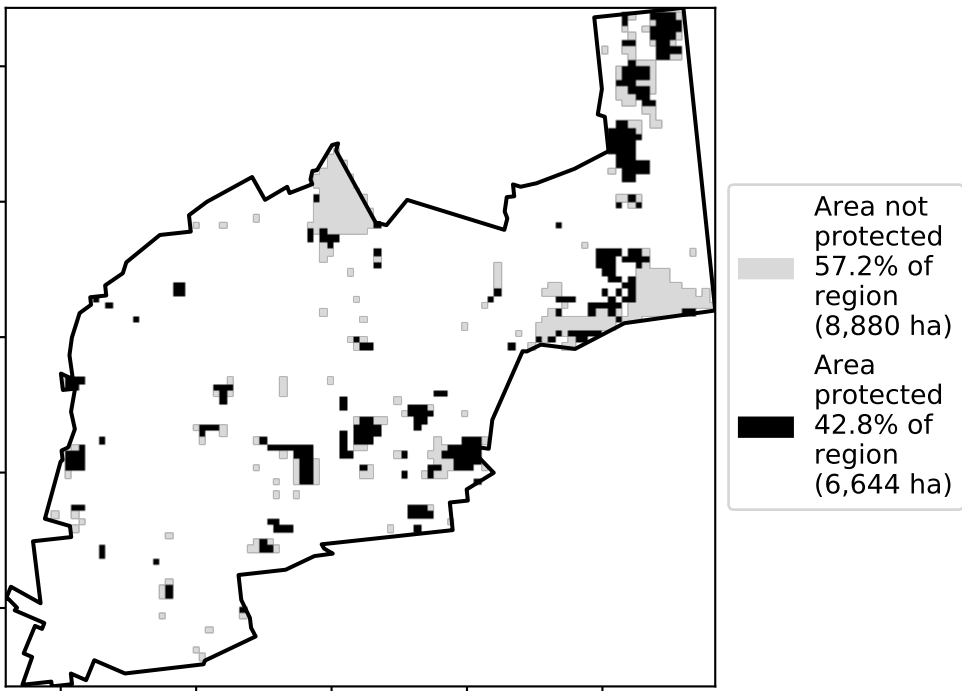 Area not
protected
57.2% of
region
(8,880 ha)
Area
protected
42.8% of
region
(6,644 ha)